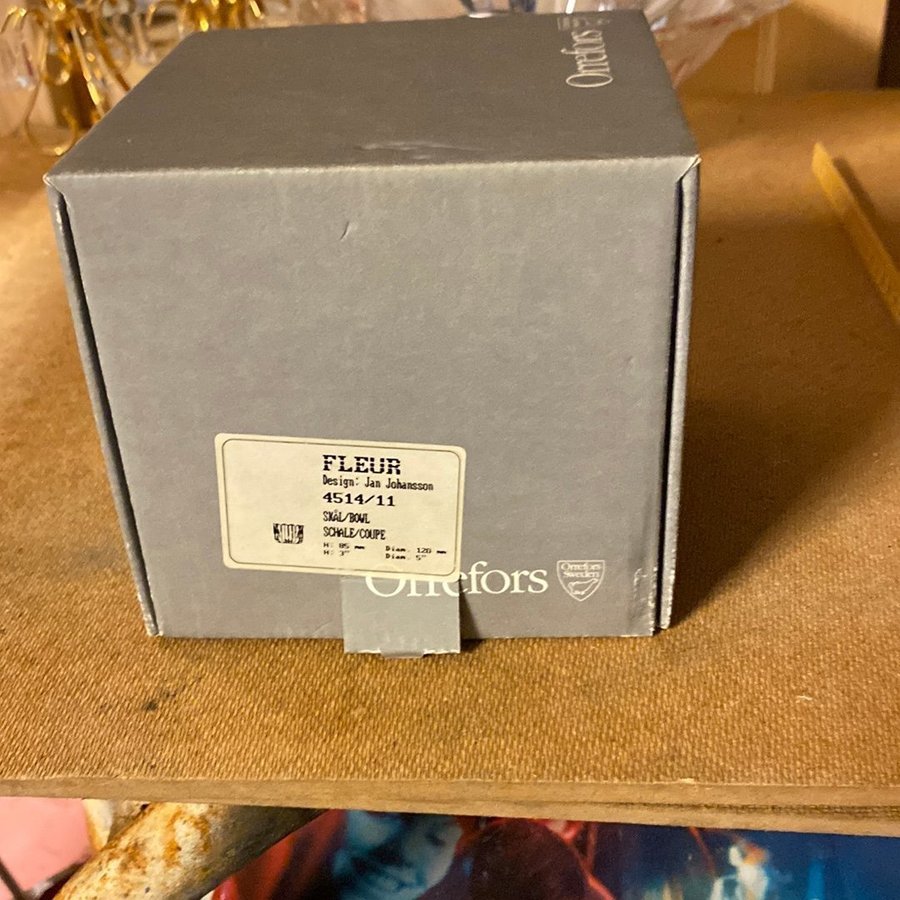 Orrefors
FLEUR
Design: Jan Johansson
4514/11
SKÅL/BOWL
SCHALE/COUPE
H: 85 mm Diam. 120 mm
H: 3" Diam. 5"
Orrefors
Orrefors
Sweden